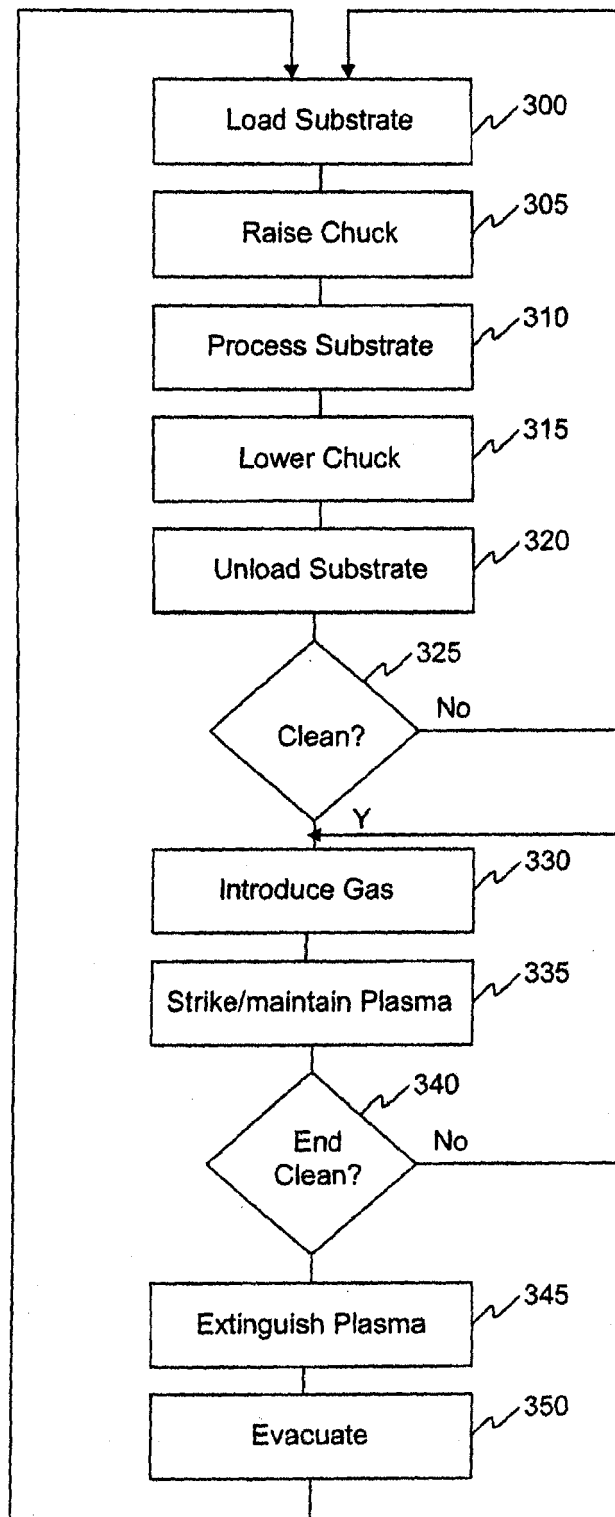 Load Substrate
300
Raise Chuck
305
Process Substrate
310
Lower Chuck
315
Unload Substrate
320
325
Clean?
No
Y
Introduce Gas
330
Strike/maintain Plasma
335
340
End
Clean?
No
Extinguish Plasma
345
Evacuate
350